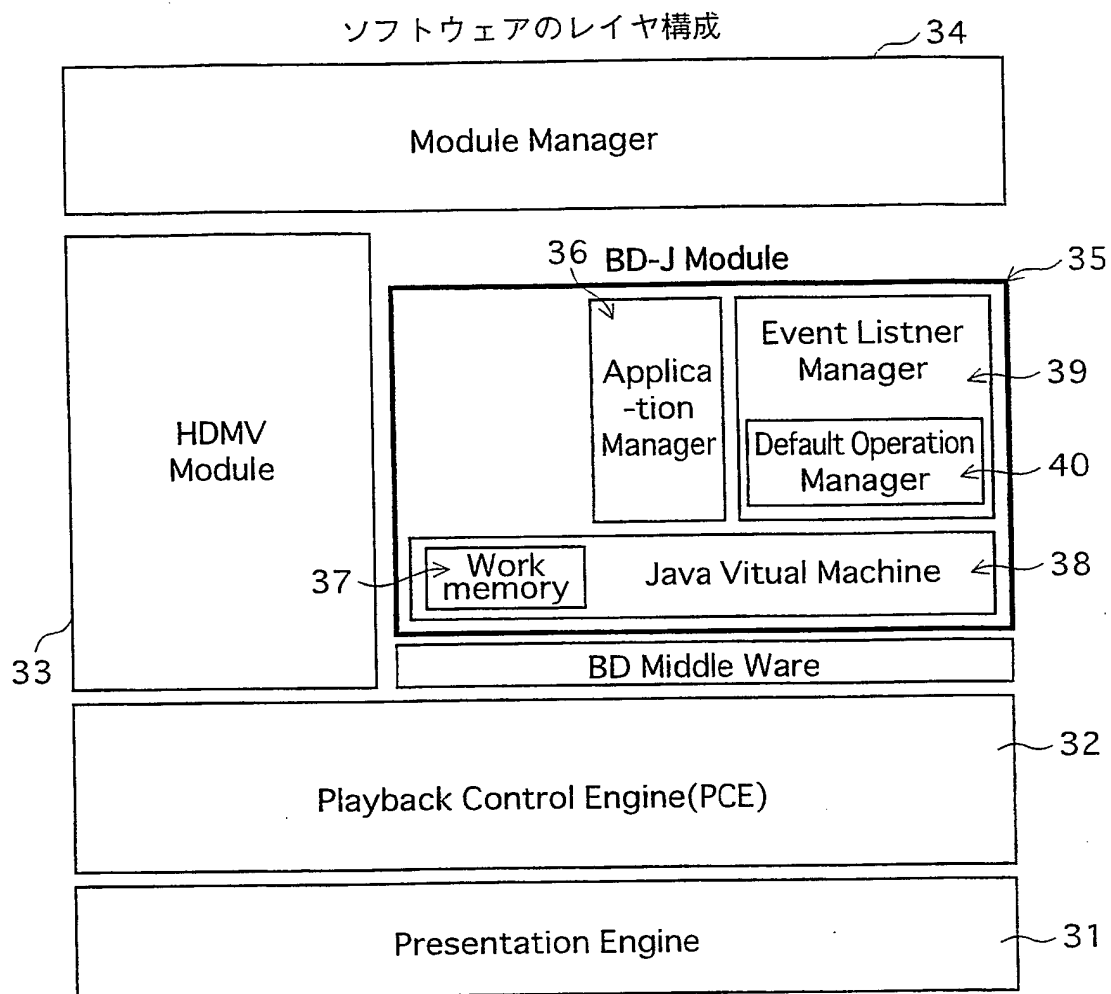 ソフトウェアのレイヤ構成
34
Module Manager
36
BD-J Module
35
HDMV
Module
Applica
-tion
Manager
Event Listner
Manager
39
Default Operation
Manager
40
37
Work
memory
Java Vitual Machine
38
33
BD Middle Ware
32
Playback Control Engine(PCE)
Presentation Engine
31